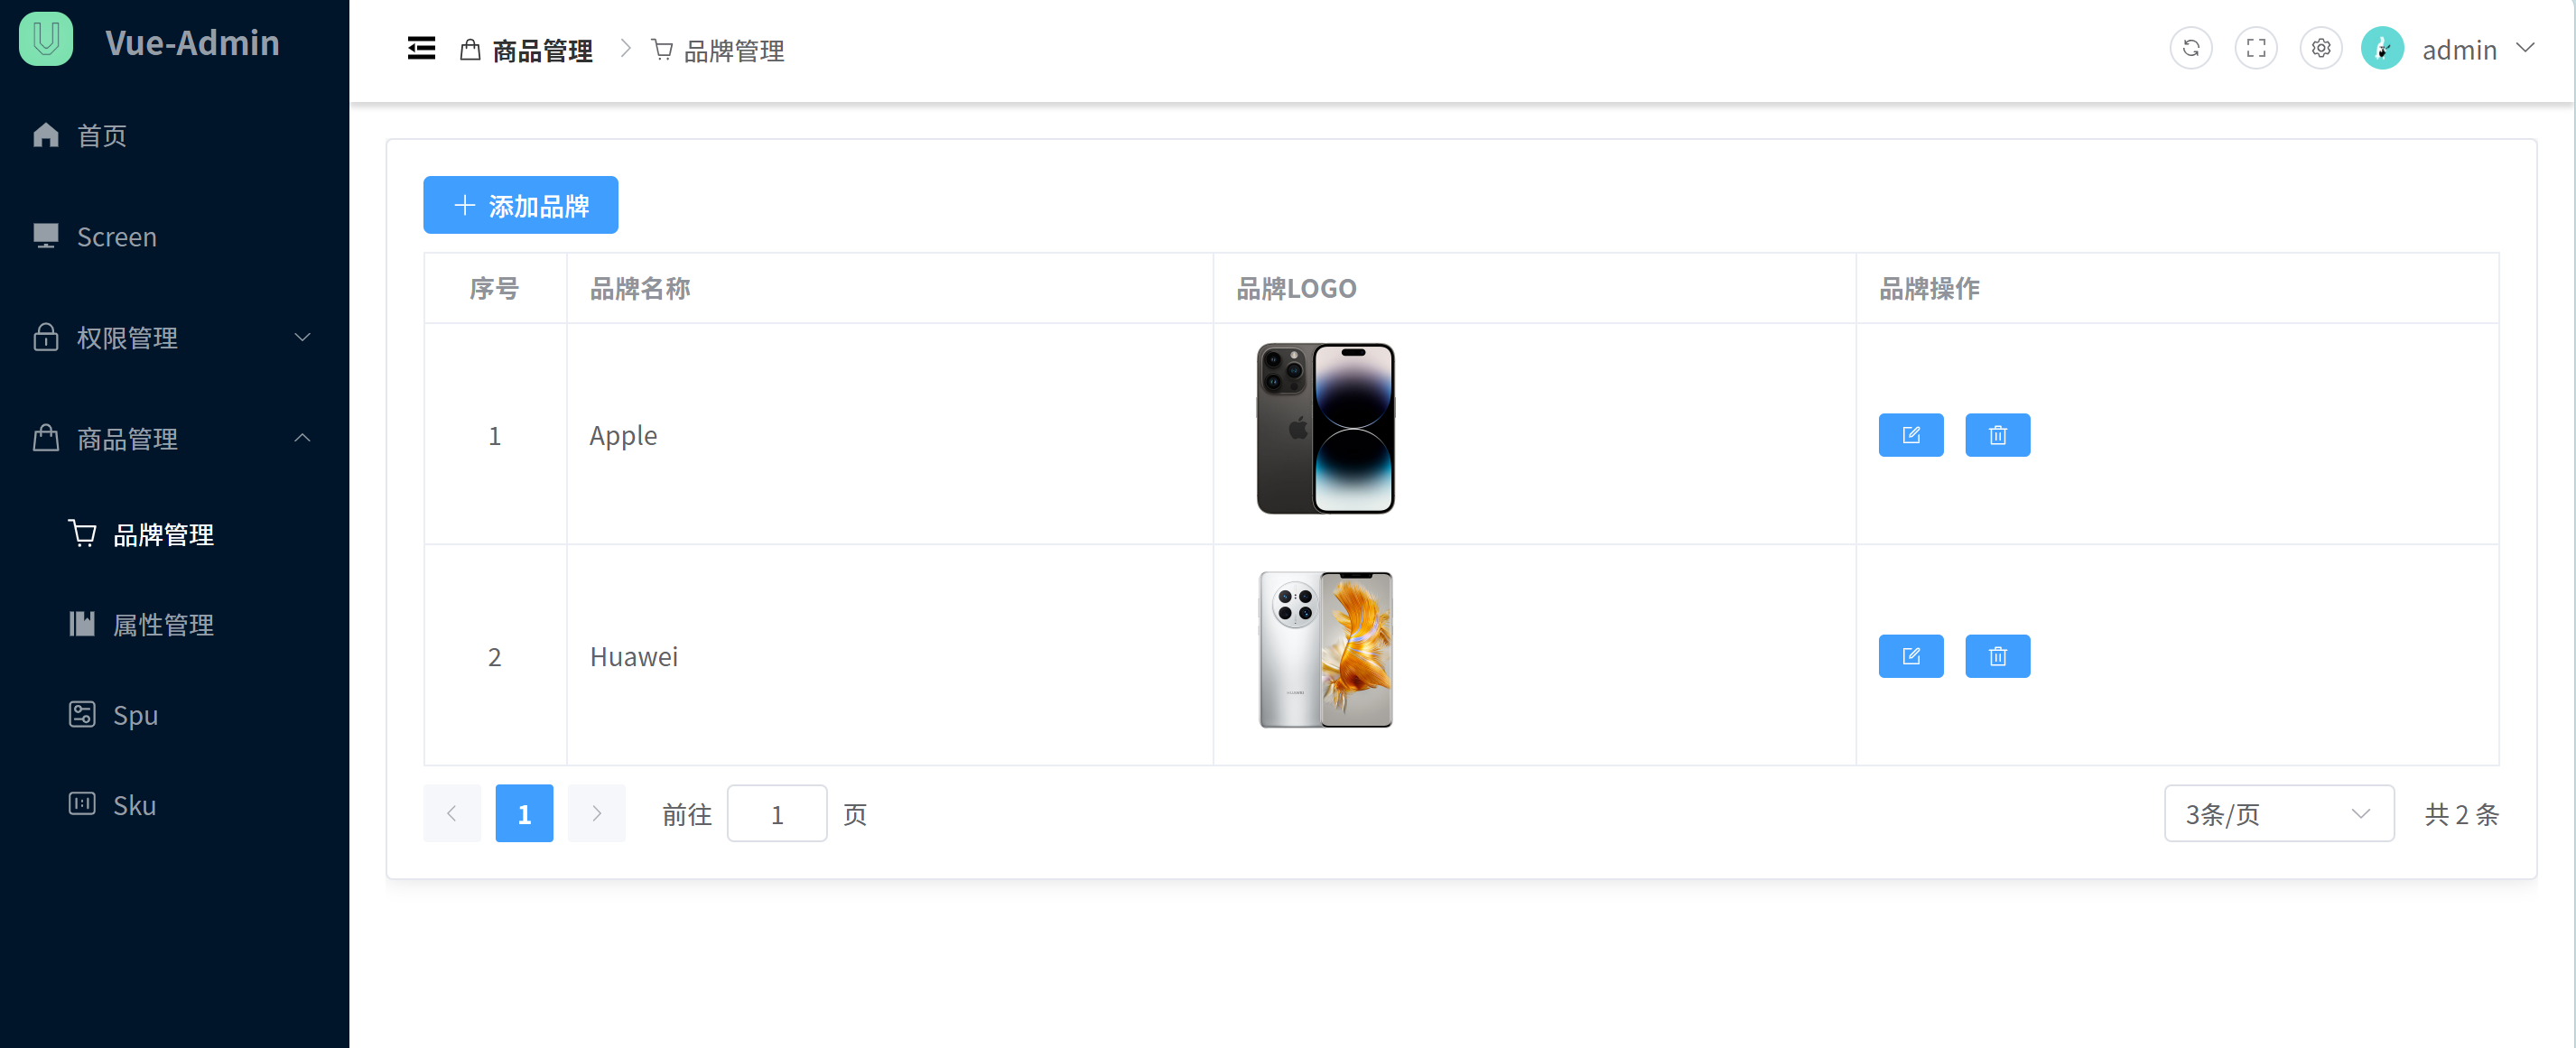 Vue-Admin
首页
Screen
权限管理
商品管理
品牌管理
属性管理
Spu
Sku
商品管理 品牌管理
admin
添加品牌
序号 品牌名称 品牌LOGO 品牌操作
1 Apple
2 Huawei
1 前往 1 页 3条/页 共 2 条